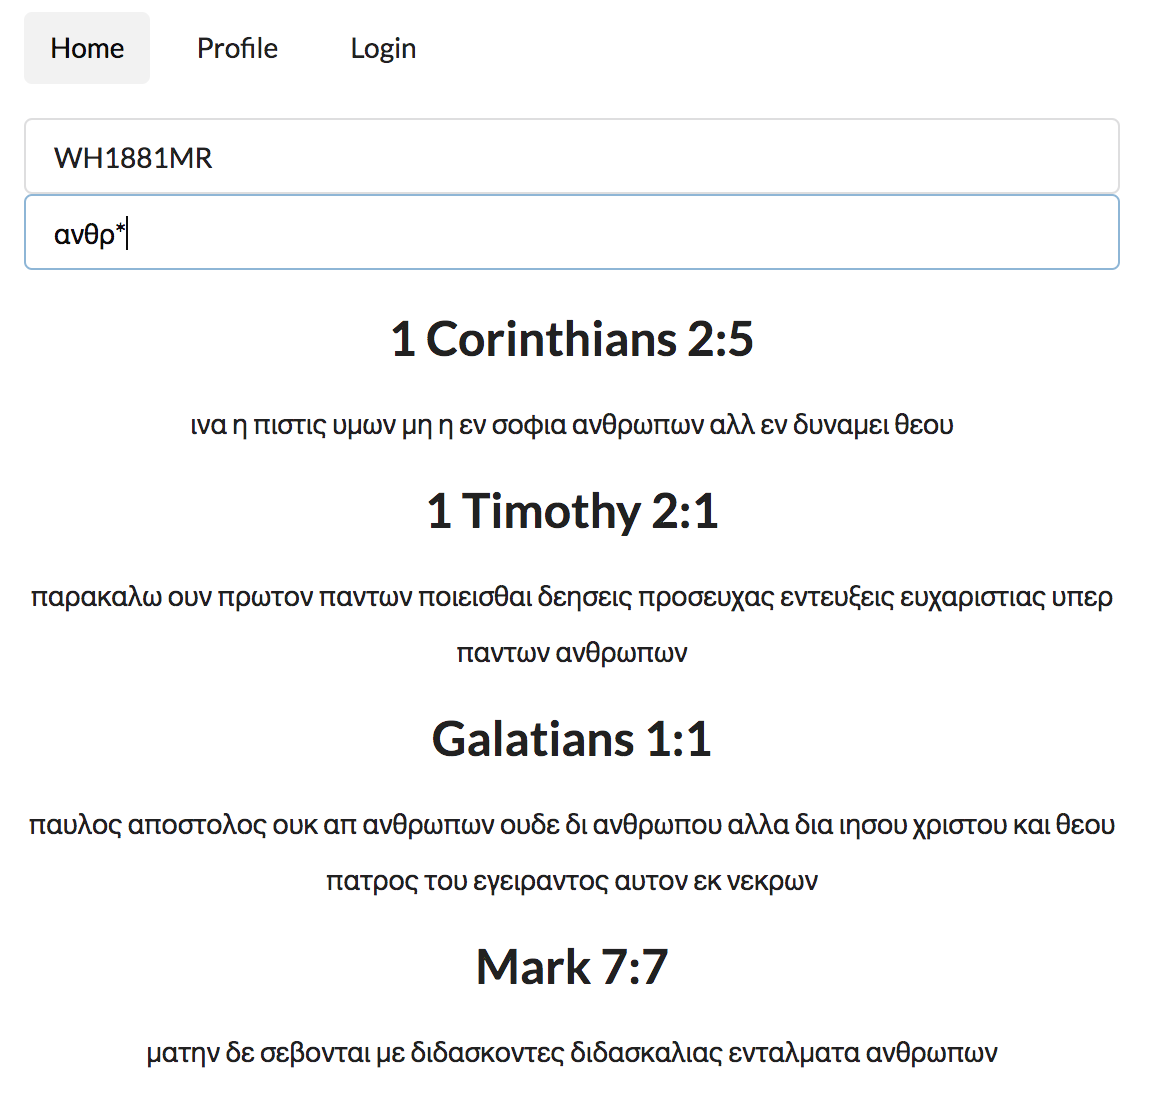 Home Profile Login
WH1881MR
ανθρ*
1 Corinthians 2:5
ινα η πιστις υμων μη η εν σοφια ανθρωπων αλλ εν δυναμει θεου
1 Timothy 2:1
παρακαλω ουν πρωτον παντων ποιεισθαι δεησεις προσευχας εντευξεις ευχαριστιας υπερ
παντων ανθρωπων
Galatians 1:1
παυλος αποστολος ουκ απ ανθρωπων ουδε δι ανθρωπου αλλα δια ιησου χριστου και θεου
πατρος του εγειραντος αυτον εκ νεκρων
Mark 7:7
ματην δε σεβονται με διδασκοντες διδασκαλιας ενταλματα ανθρωπων